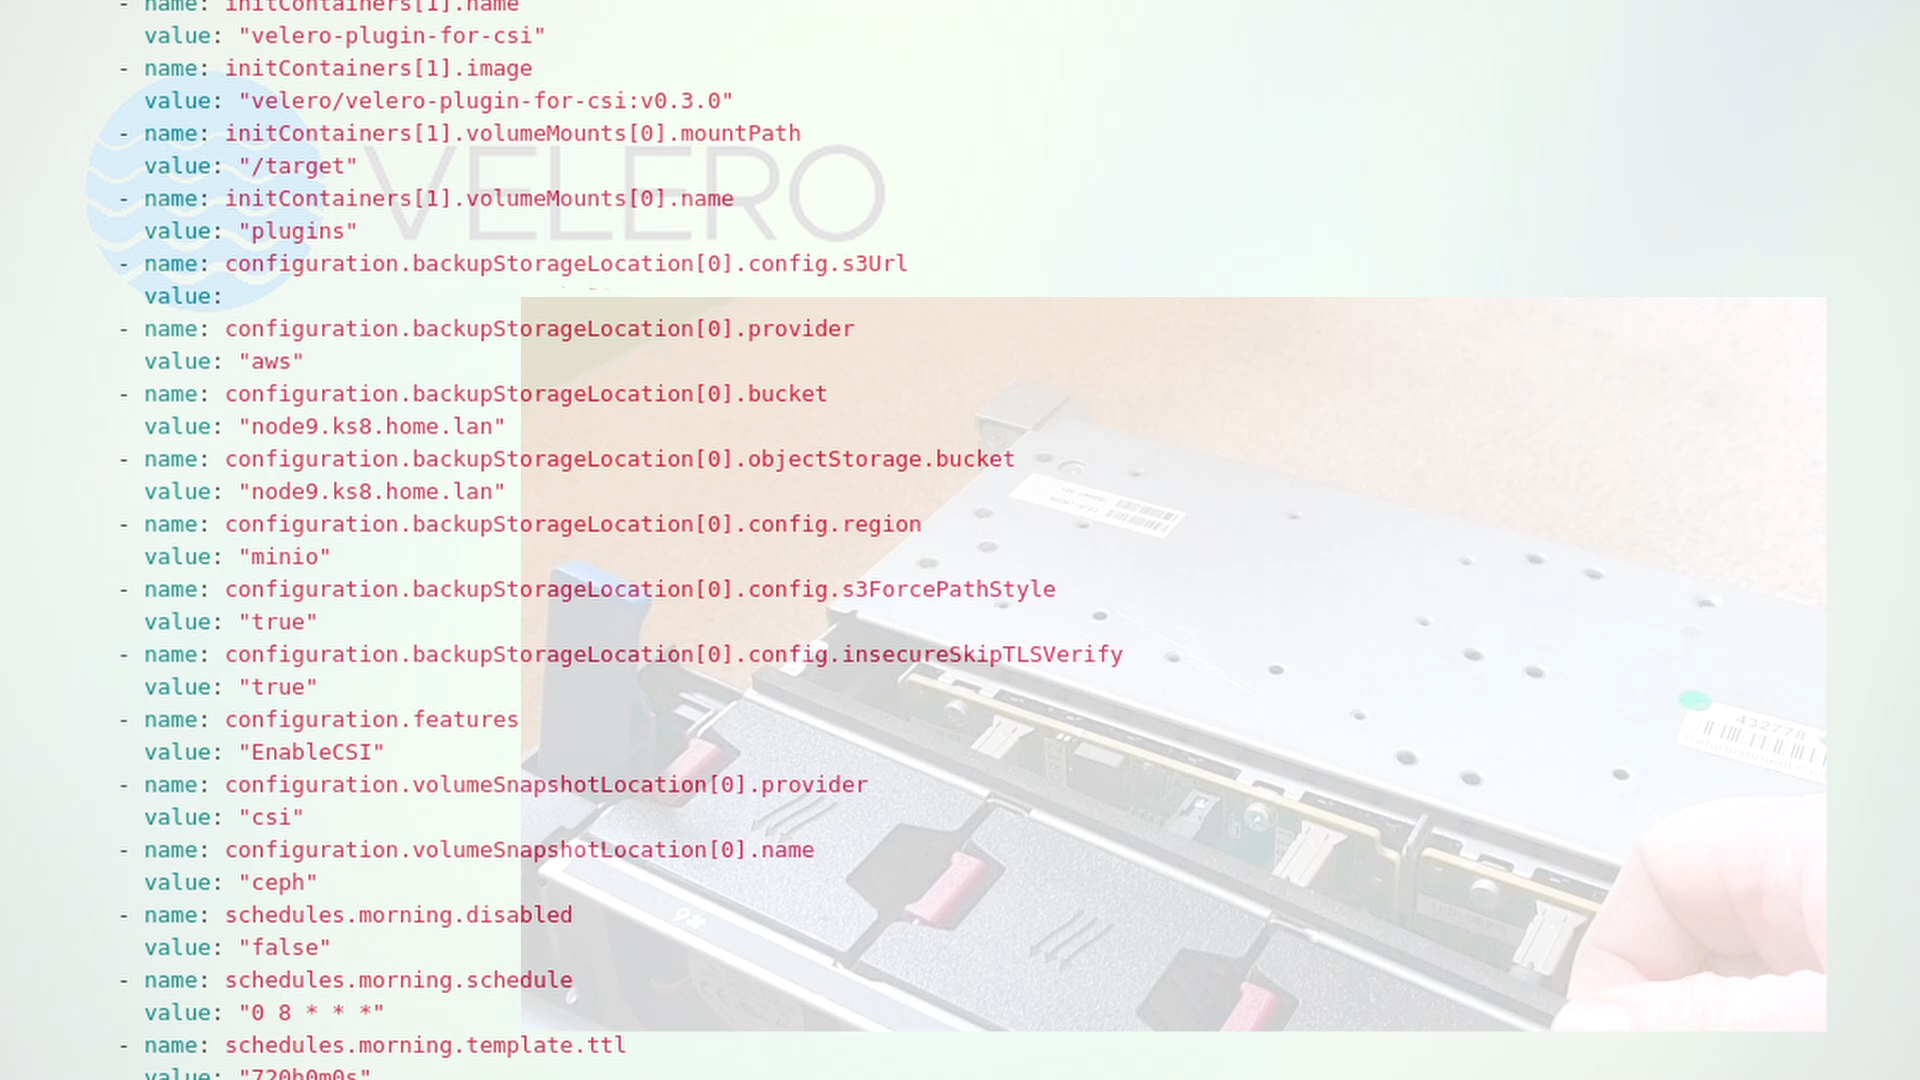 - name: initContainers[1].name
value: "velero-plugin-for-csi"
- name: initContainers[1].image
value: "velero/velero-plugin-for-csi:v0.3.0"
- name: initContainers[1].volumeMounts[0].mountPath
value: "/target"
- name: initContainers[1].volumeMounts[0].name
value: "plugins"
VELERO
- name: configuration.backupStorageLocation[0].config.s3Url
value:
- name: configuration.backupStorageLocation[0].provider
value: "aws"
- name: configuration.backupStorageLocation[0].bucket
value: "node9.ks8.home.lan"
- name: configuration.backupStorageLocation[0].objectStorage.bucket
value: "node9.ks8.home.lan"
- name: configuration.backupStorageLocation[0].config.region
value: "minio"
- name: configuration.backupStorageLocation[0].config.s3ForcePathStyle
value: "true"
- name: configuration.backupStorageLocation[0].config.insecureSkipTLSVerify
value: "true"
- name: configuration.features
value: "EnableCSI"
- name: configuration.volumeSnapshotLocation[0].provider
value: "csi"
- name: configuration.volumeSnapshotLocation[0].name
value: "ceph"
- name: schedules.morning.disabled
value: "false"
- name: schedules.morning.schedule
value: "0 8 * * *"
- name: schedules.morning.template.ttl
value: "720h0m0s"
432778